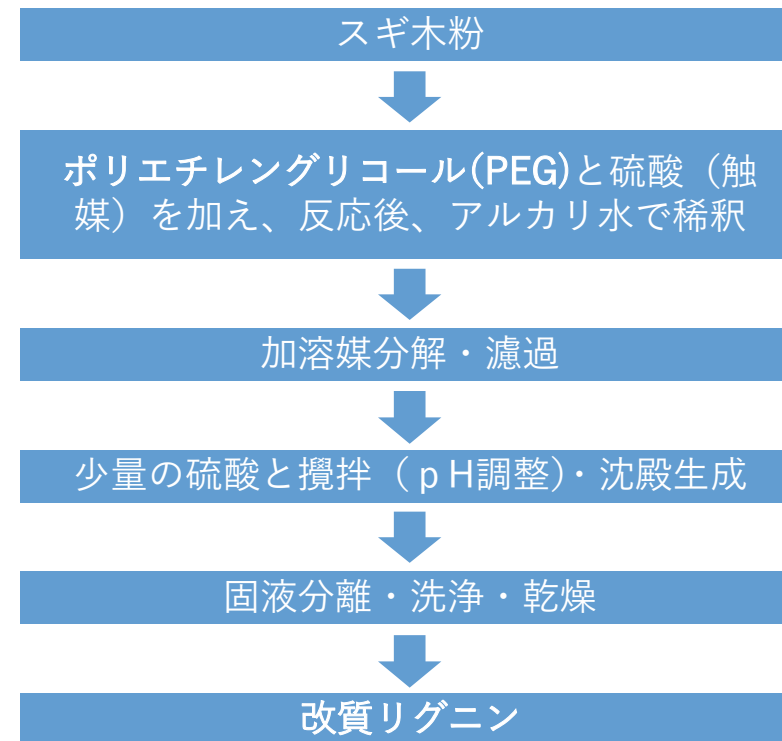 スギ木粉
ポリエチレングリコール(PEG)と硫酸（触
媒）を加え、反応後、アルカリ水で稀釈
加溶媒分解・濾過
少量の硫酸と攪拌（ｐH調整)・沈殿生成
固液分離・洗浄・乾燥
改質リグニン